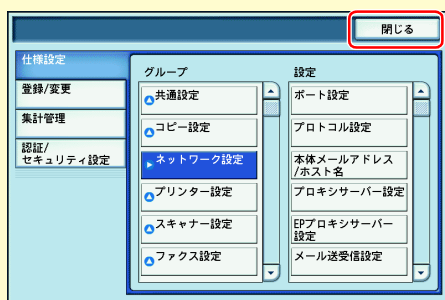 閉じる
仕様設定
登録/変更
集計管理
認証/
セキュリティ設定
グループ
共通設定
コピー設定
ネットワーク設定
プリンター設定
スキャナー設定
ファクス設定
設定
ポート設定
プロトコル設定
本体メールアドレス
/ホスト名
プロキシサーバー設定
EPプロキシサーバー
設定
メール送受信設定